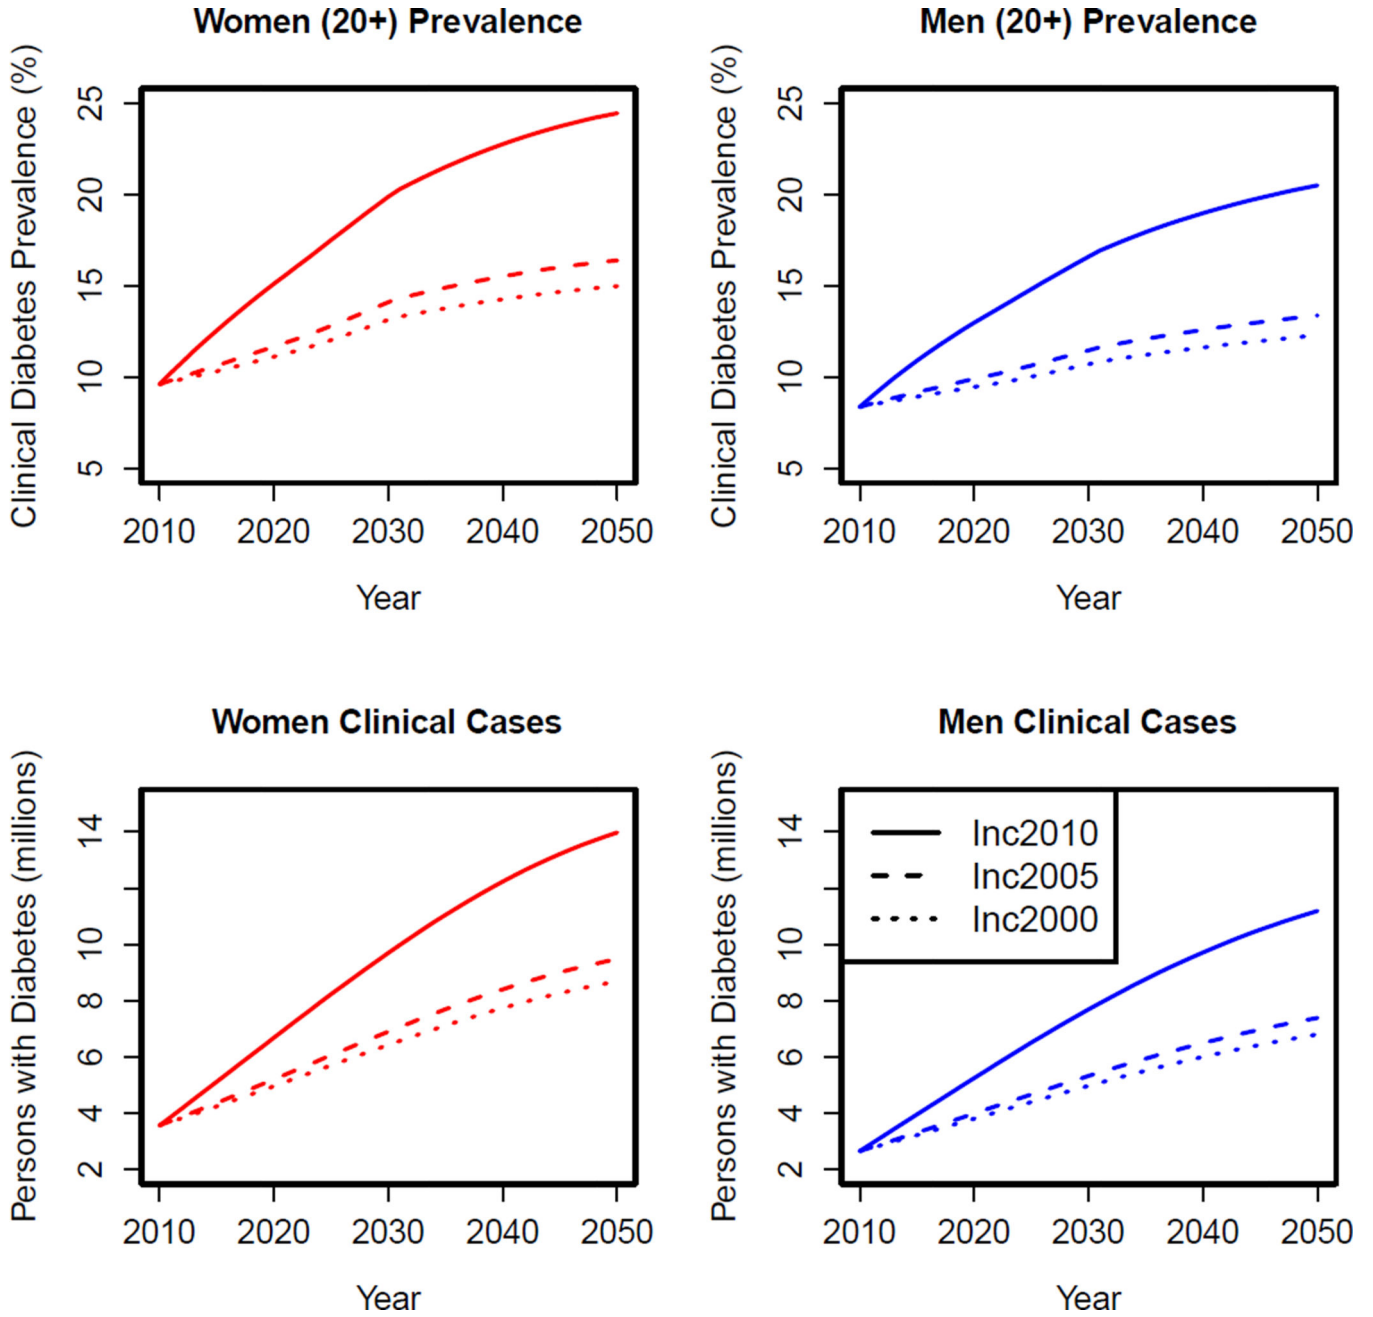 Women (20+) Prevalence
Clinical Diabetes Prevalence (%)
25
20
15
10
5
2010 2020 2030 2040 2050
Year
Men (20+) Prevalence
Clinical Diabetes Prevalence (%)
25
20
15
10
5
2010 2020 2030 2040 2050
Year
Women Clinical Cases
Persons with Diabetes (millions)
14
10
8
6
4
2
2010 2020 2030 2040 2050
Year
Men Clinical Cases
Persons with Diabetes (millions)
14
10
8
6
4
2
Inc2010
Inc2005
Inc2000
2010 2020 2030 2040 2050
Year